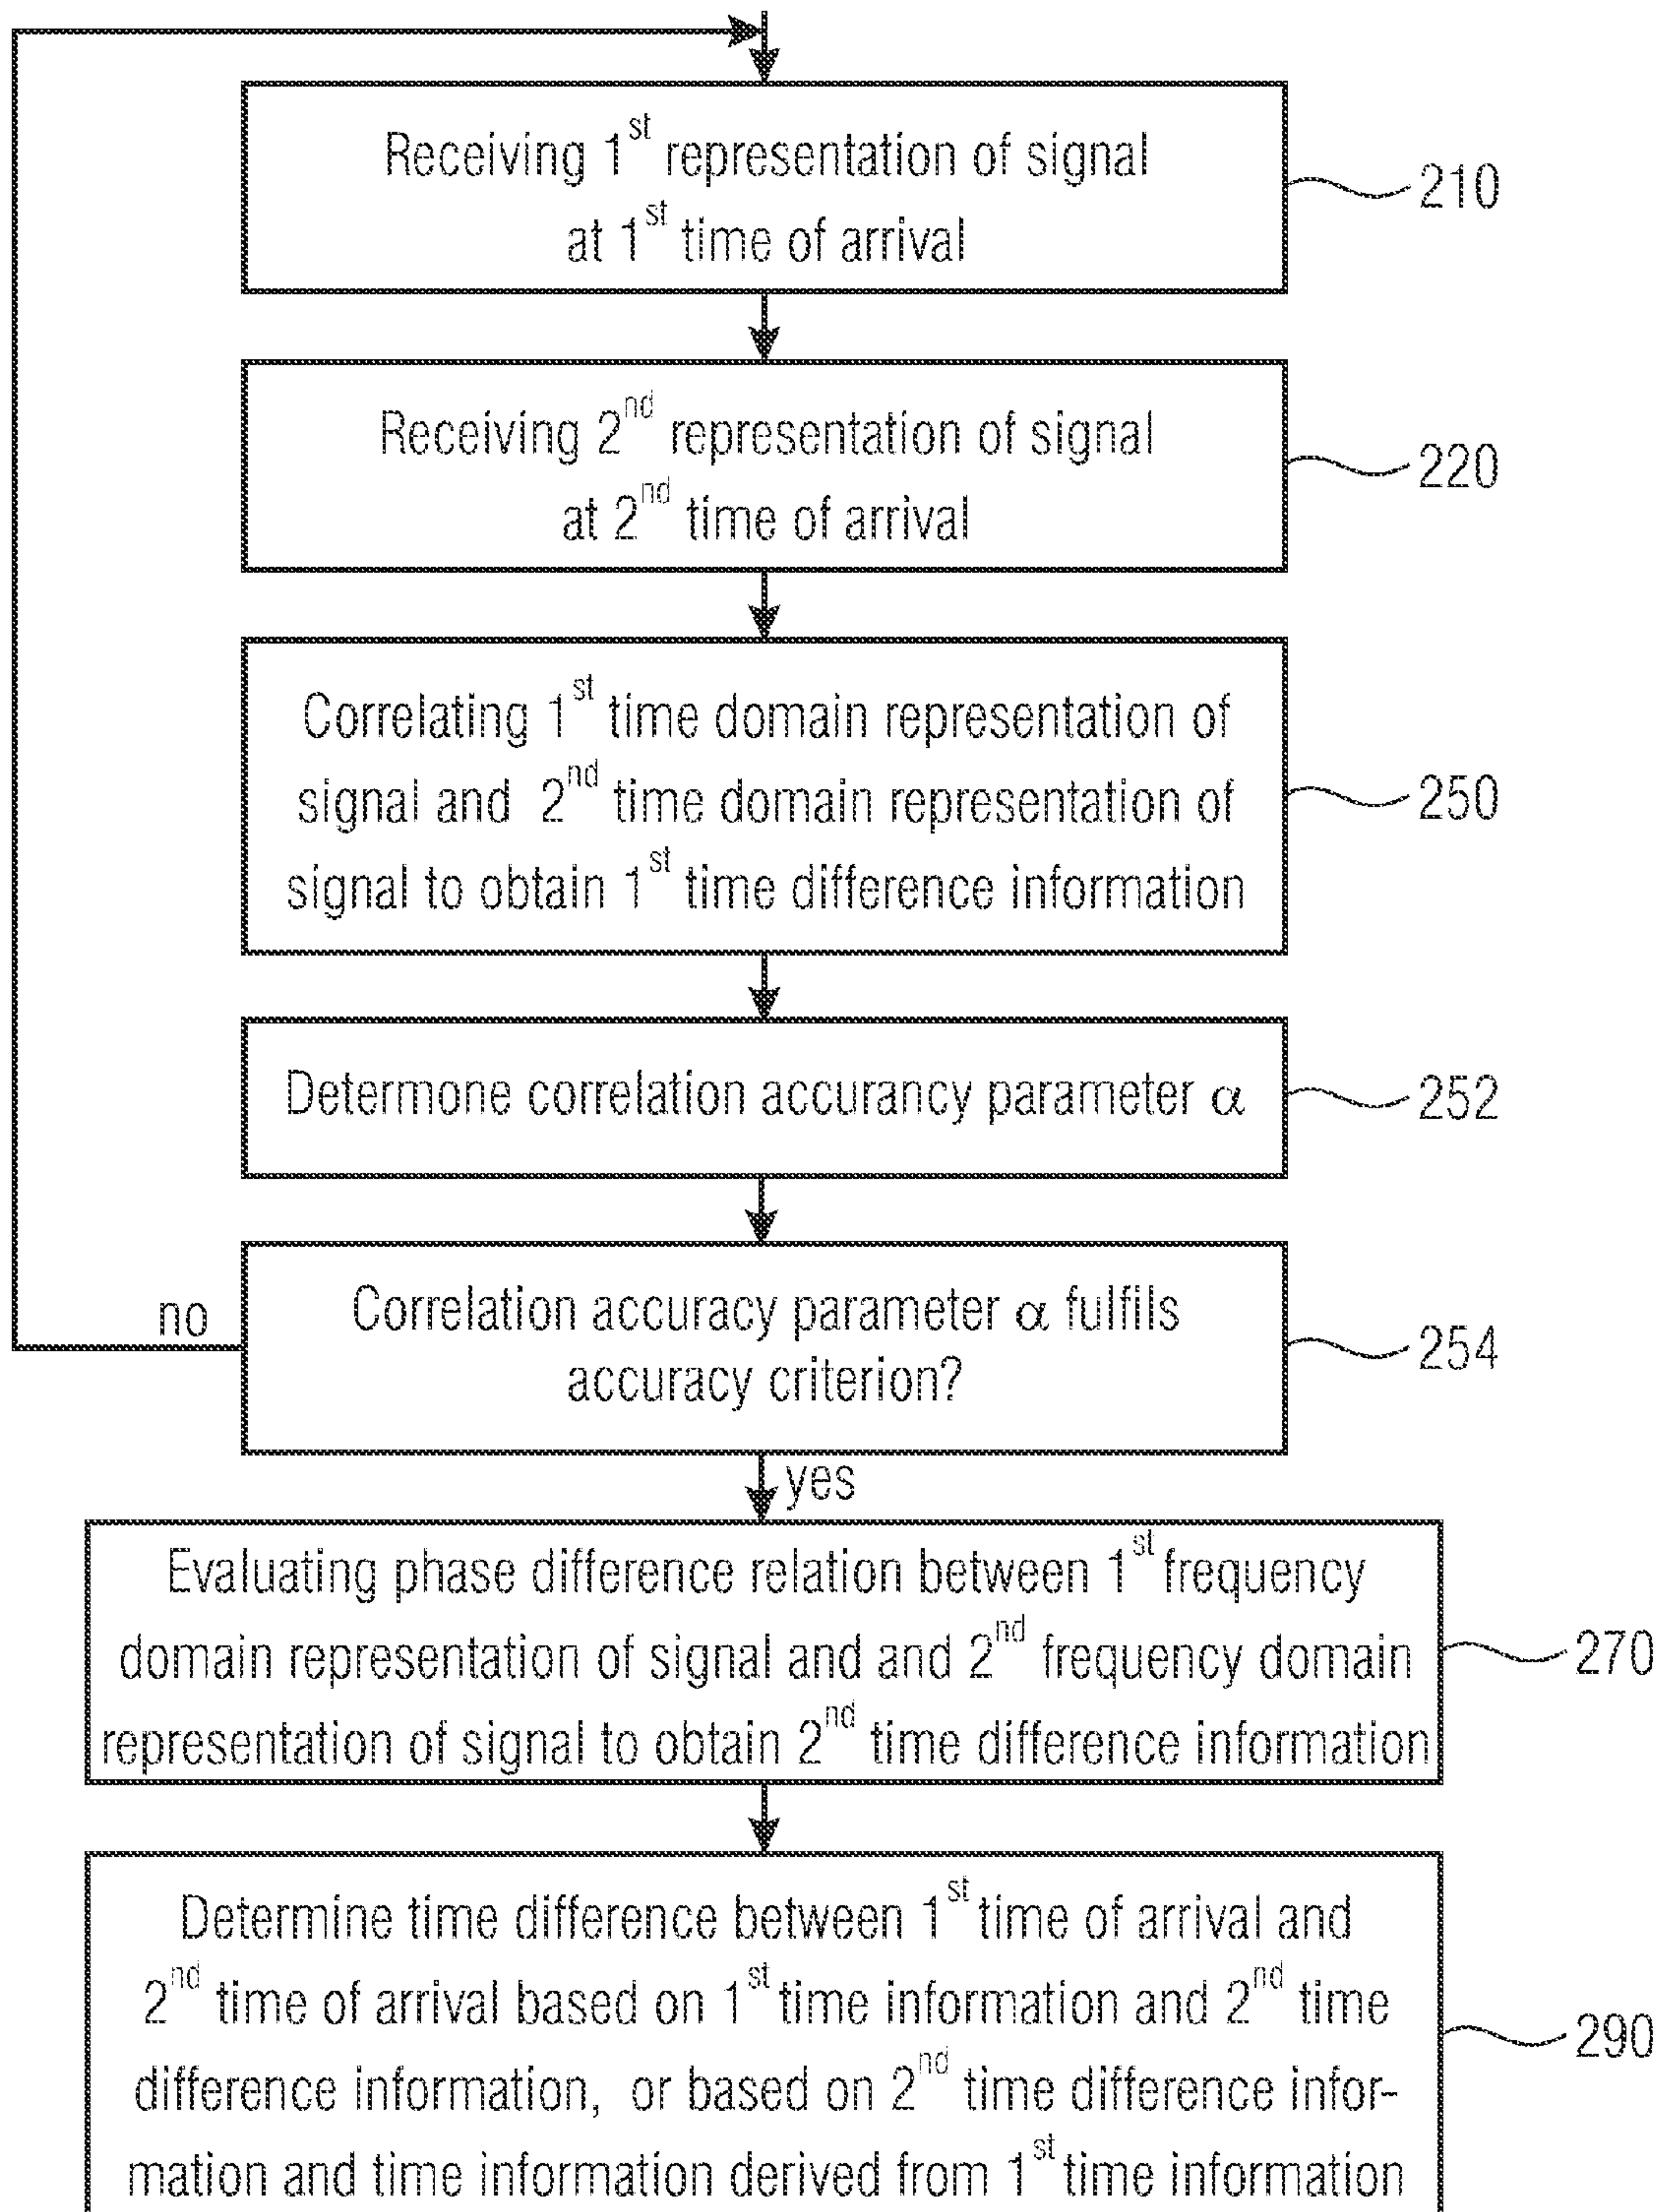 Receiving 1st representation of signal
at 1st time of arrival
210
Receiving 2nd representation of signal
at 2nd time of arrival
220
Correlating 1st time domain representation of
signal and 2nd time domain representation of
signal to obtain 1st time difference information
250
Determone correlation accurancy parameter α
252
no
Correlation accuracy parameter α fulfils
accuracy criterion?
254
yes
Evaluating phase difference relation between 1st frequency
domain representation of signal and and 2nd frequency domain
representation of signal to obtain 2nd time difference information
270
Determine time difference between 1st time of arrival and
2nd time of arrival based on 1st time information and 2nd time
difference information, or based on 2nd time difference infor-
mation and time information derived from 1st time information
290